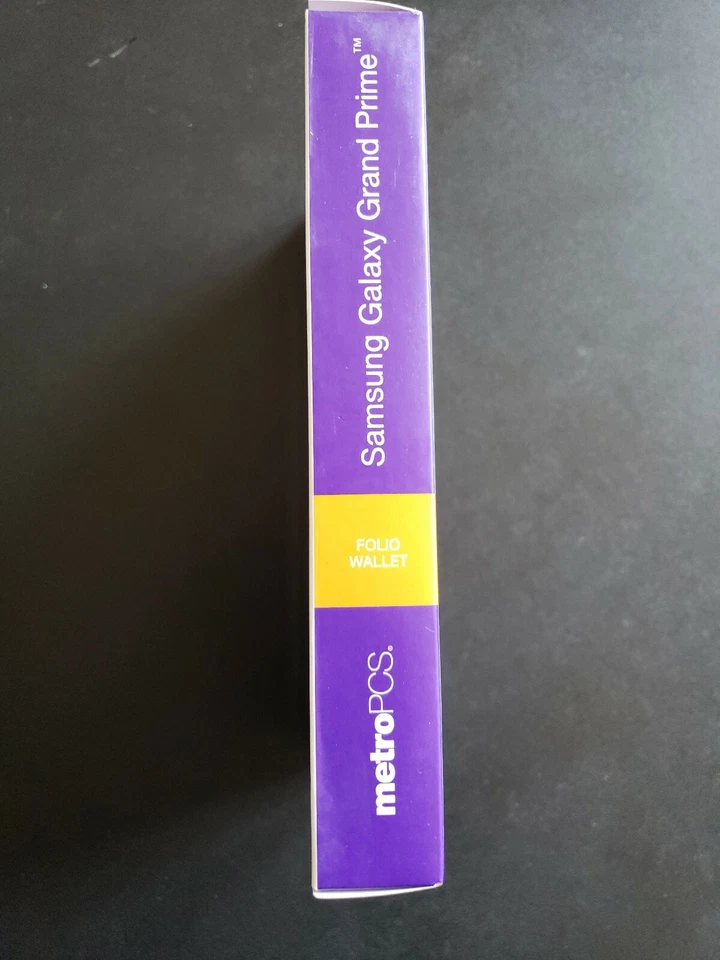 Samsung Galaxy Grand Prime™
FOLIO
WALLET
metroPCS.